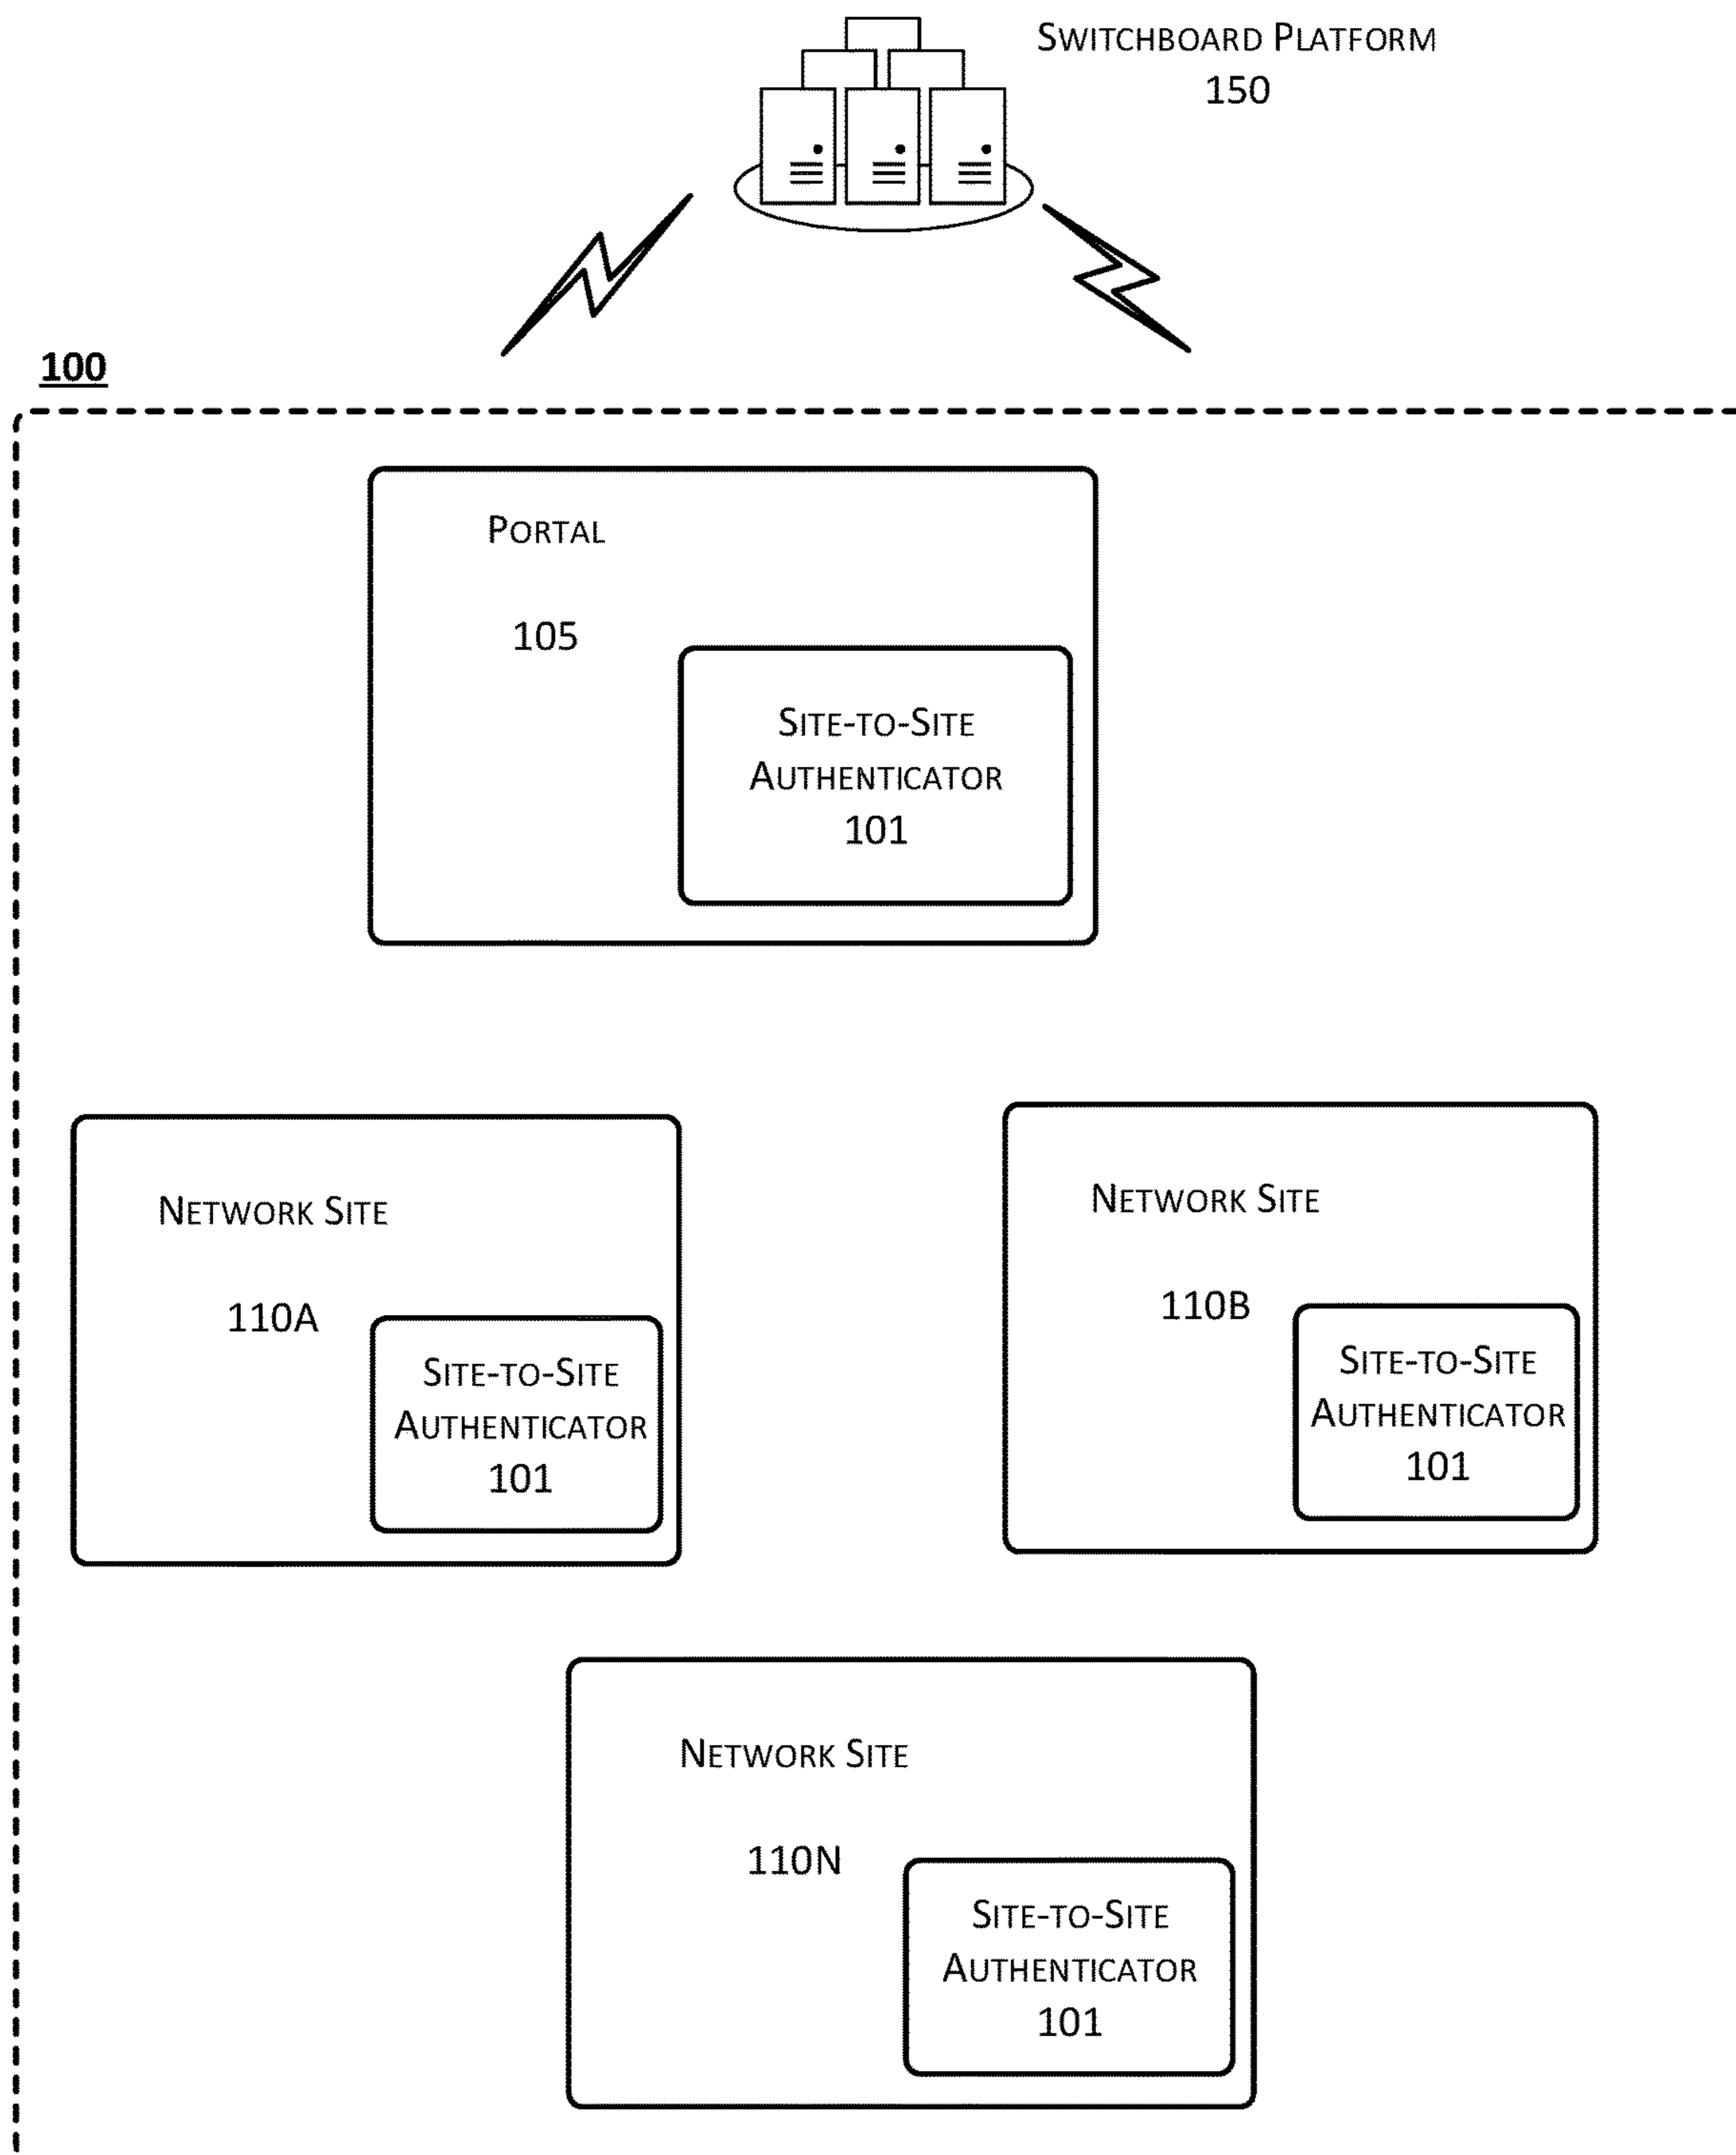 Switchboard Platform
150
100
Portal
105
Site-to-Site
Authenticator
101
Network Site
110A
Site-to-Site
Authenticator
101
Network Site
110B
Site-to-Site
Authenticator
101
Network Site
110N
Site-to-Site
Authenticator
101